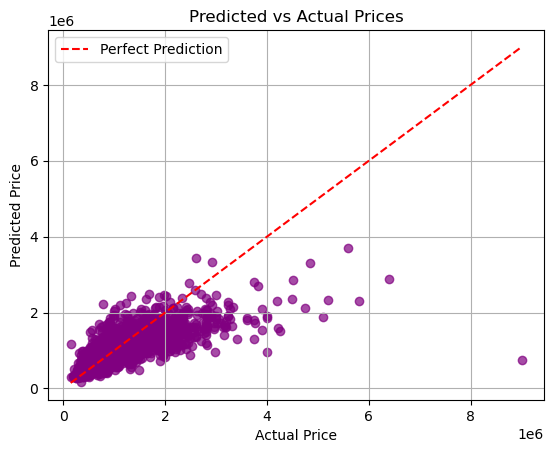 Predicted vs Actual Prices
1e6
Perfect Prediction
8
6
4
2
0
Predicted Price
0 2 4 6 8
1e6
Actual Price